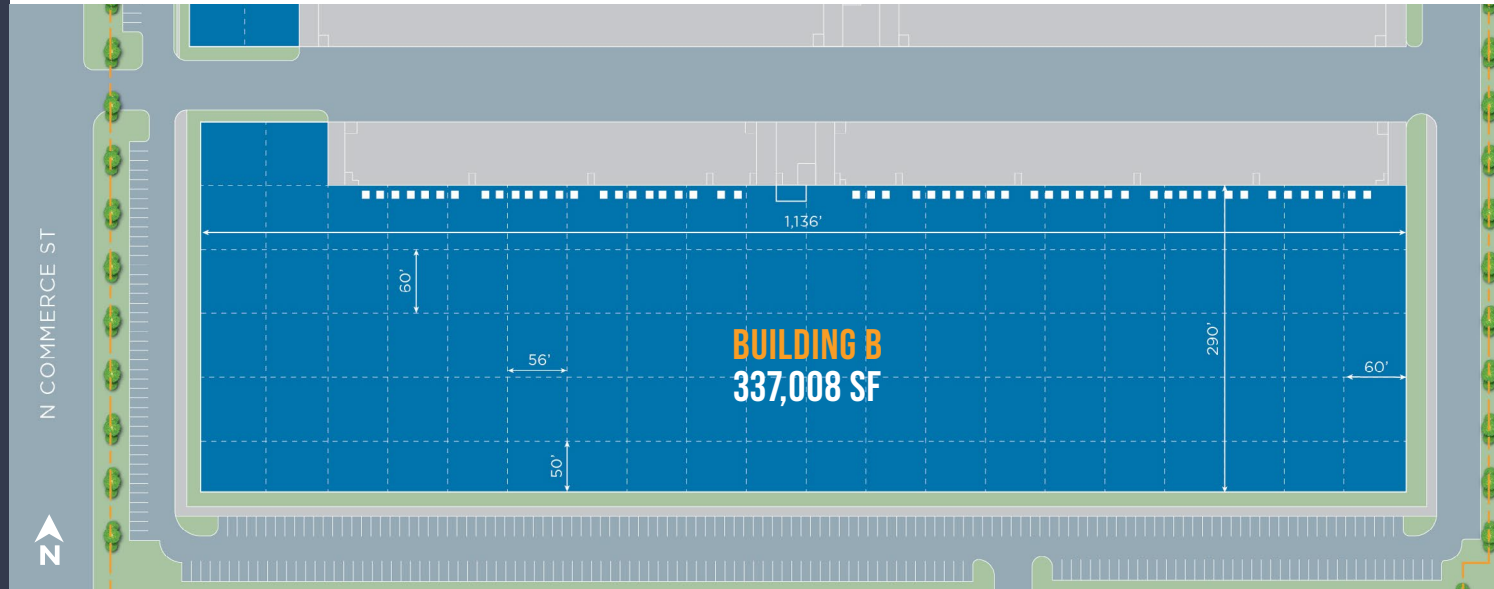 1,136'
60'
N COMMERCE ST
BUILDING B
337,008 SF
56'
290'
60'
50'
N